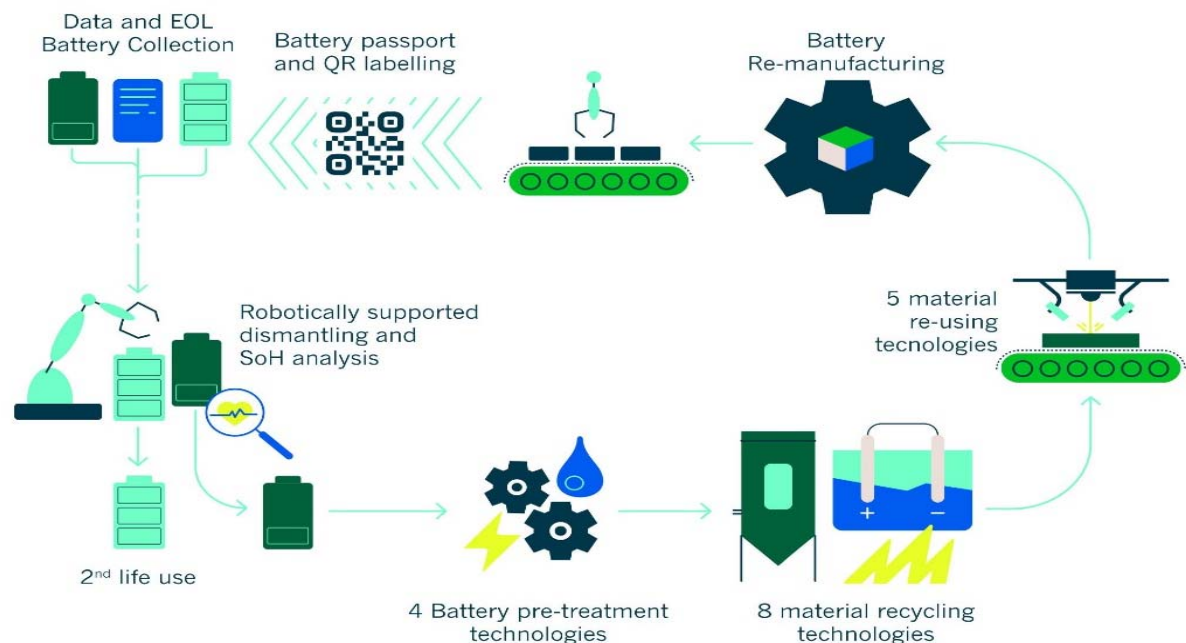 Data and EOL
Battery Collection
Battery passport
and QR labelling
Battery
Re-manufacturing
Robotically supported
dismantling and
SoH analysis
5 material
re-using
tecnologies
+ −
2nd life use
4 Battery pre-treatment
technologies
8 material recycling
technologies